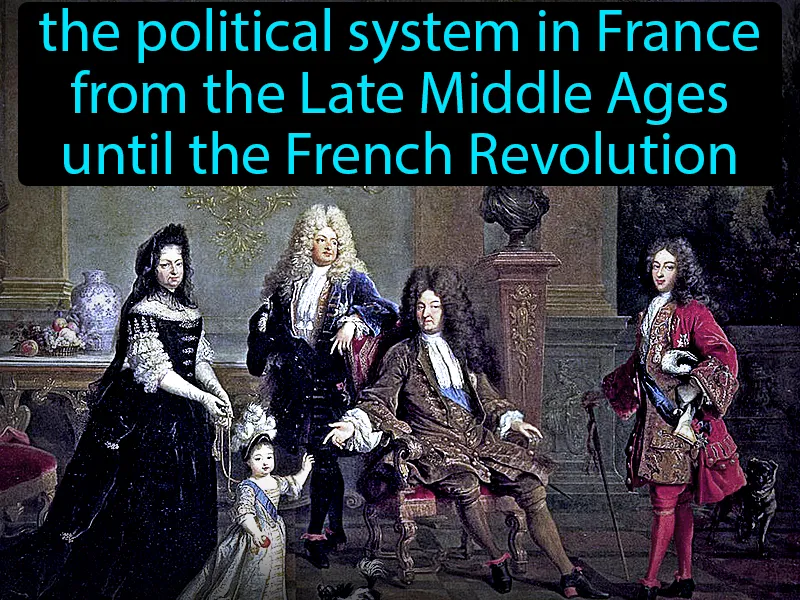 the political system in France
from the Late Middle Ages
until the French Revolution